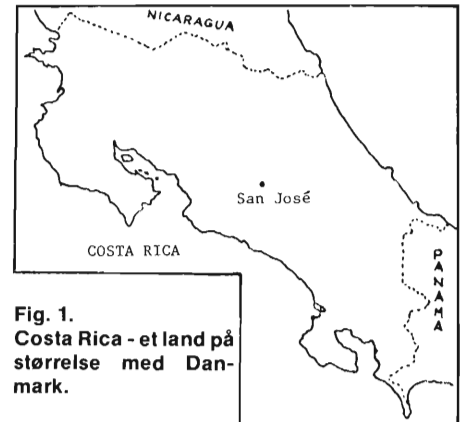 NICARAGUA
San José
COSTA RICA
PANAMA
Fig. 1.
Costa Rica - et land på
størrelse med Dan-
mark.